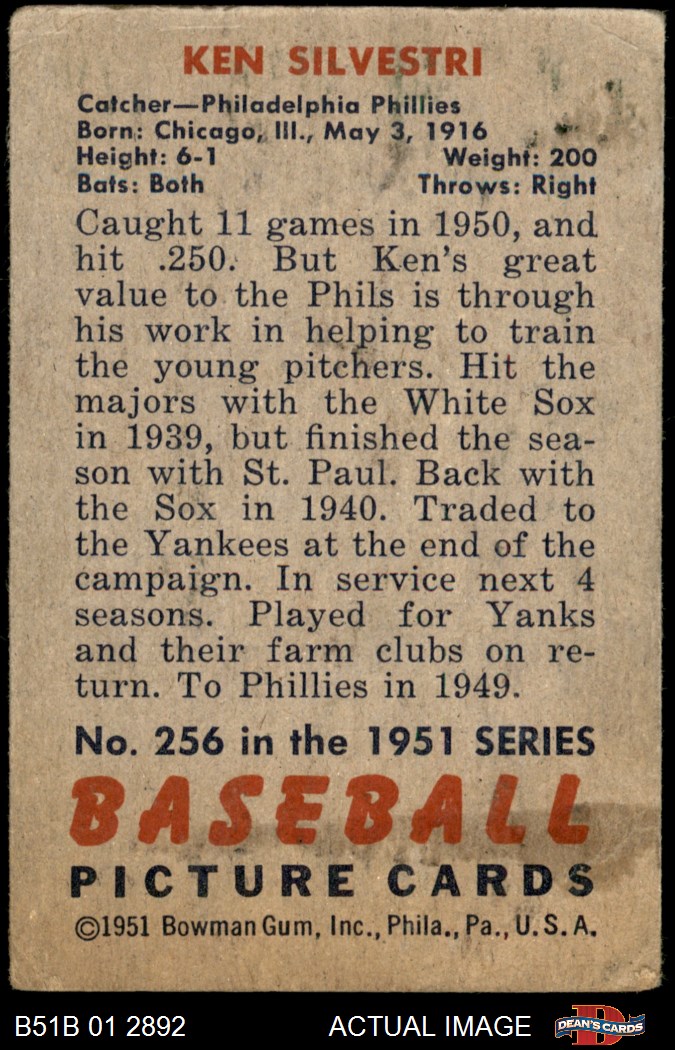 KEN SILVESTRI
Catcher—Philadelphia Phillies
Born: Chicago, Ill., May 3, 1916
Height: 6-1 Weight: 200
Bats: Both Throws: Right
Caught 11 games in 1950, and
hit .250. But Ken's great
value to the Phils is through
his work in helping to train
the young pitchers. Hit the
majors with the White Sox
in 1939, but finished the sea-
son with St. Paul. Back with
the Sox in 1940. Traded to
the Yankees at the end of the
campaign. In service next 4
seasons. Played for Yanks
and their farm clubs on re-
turn. To Phillies in 1949.
No. 256 in the 1951 SERIES
BASEBALL
PICTURE CARDS
©1951 Bowman Gum, Inc., Phila., Pa., U.S.A.
B51B 01 2892 ACTUAL IMAGE DEAN'S CARDS